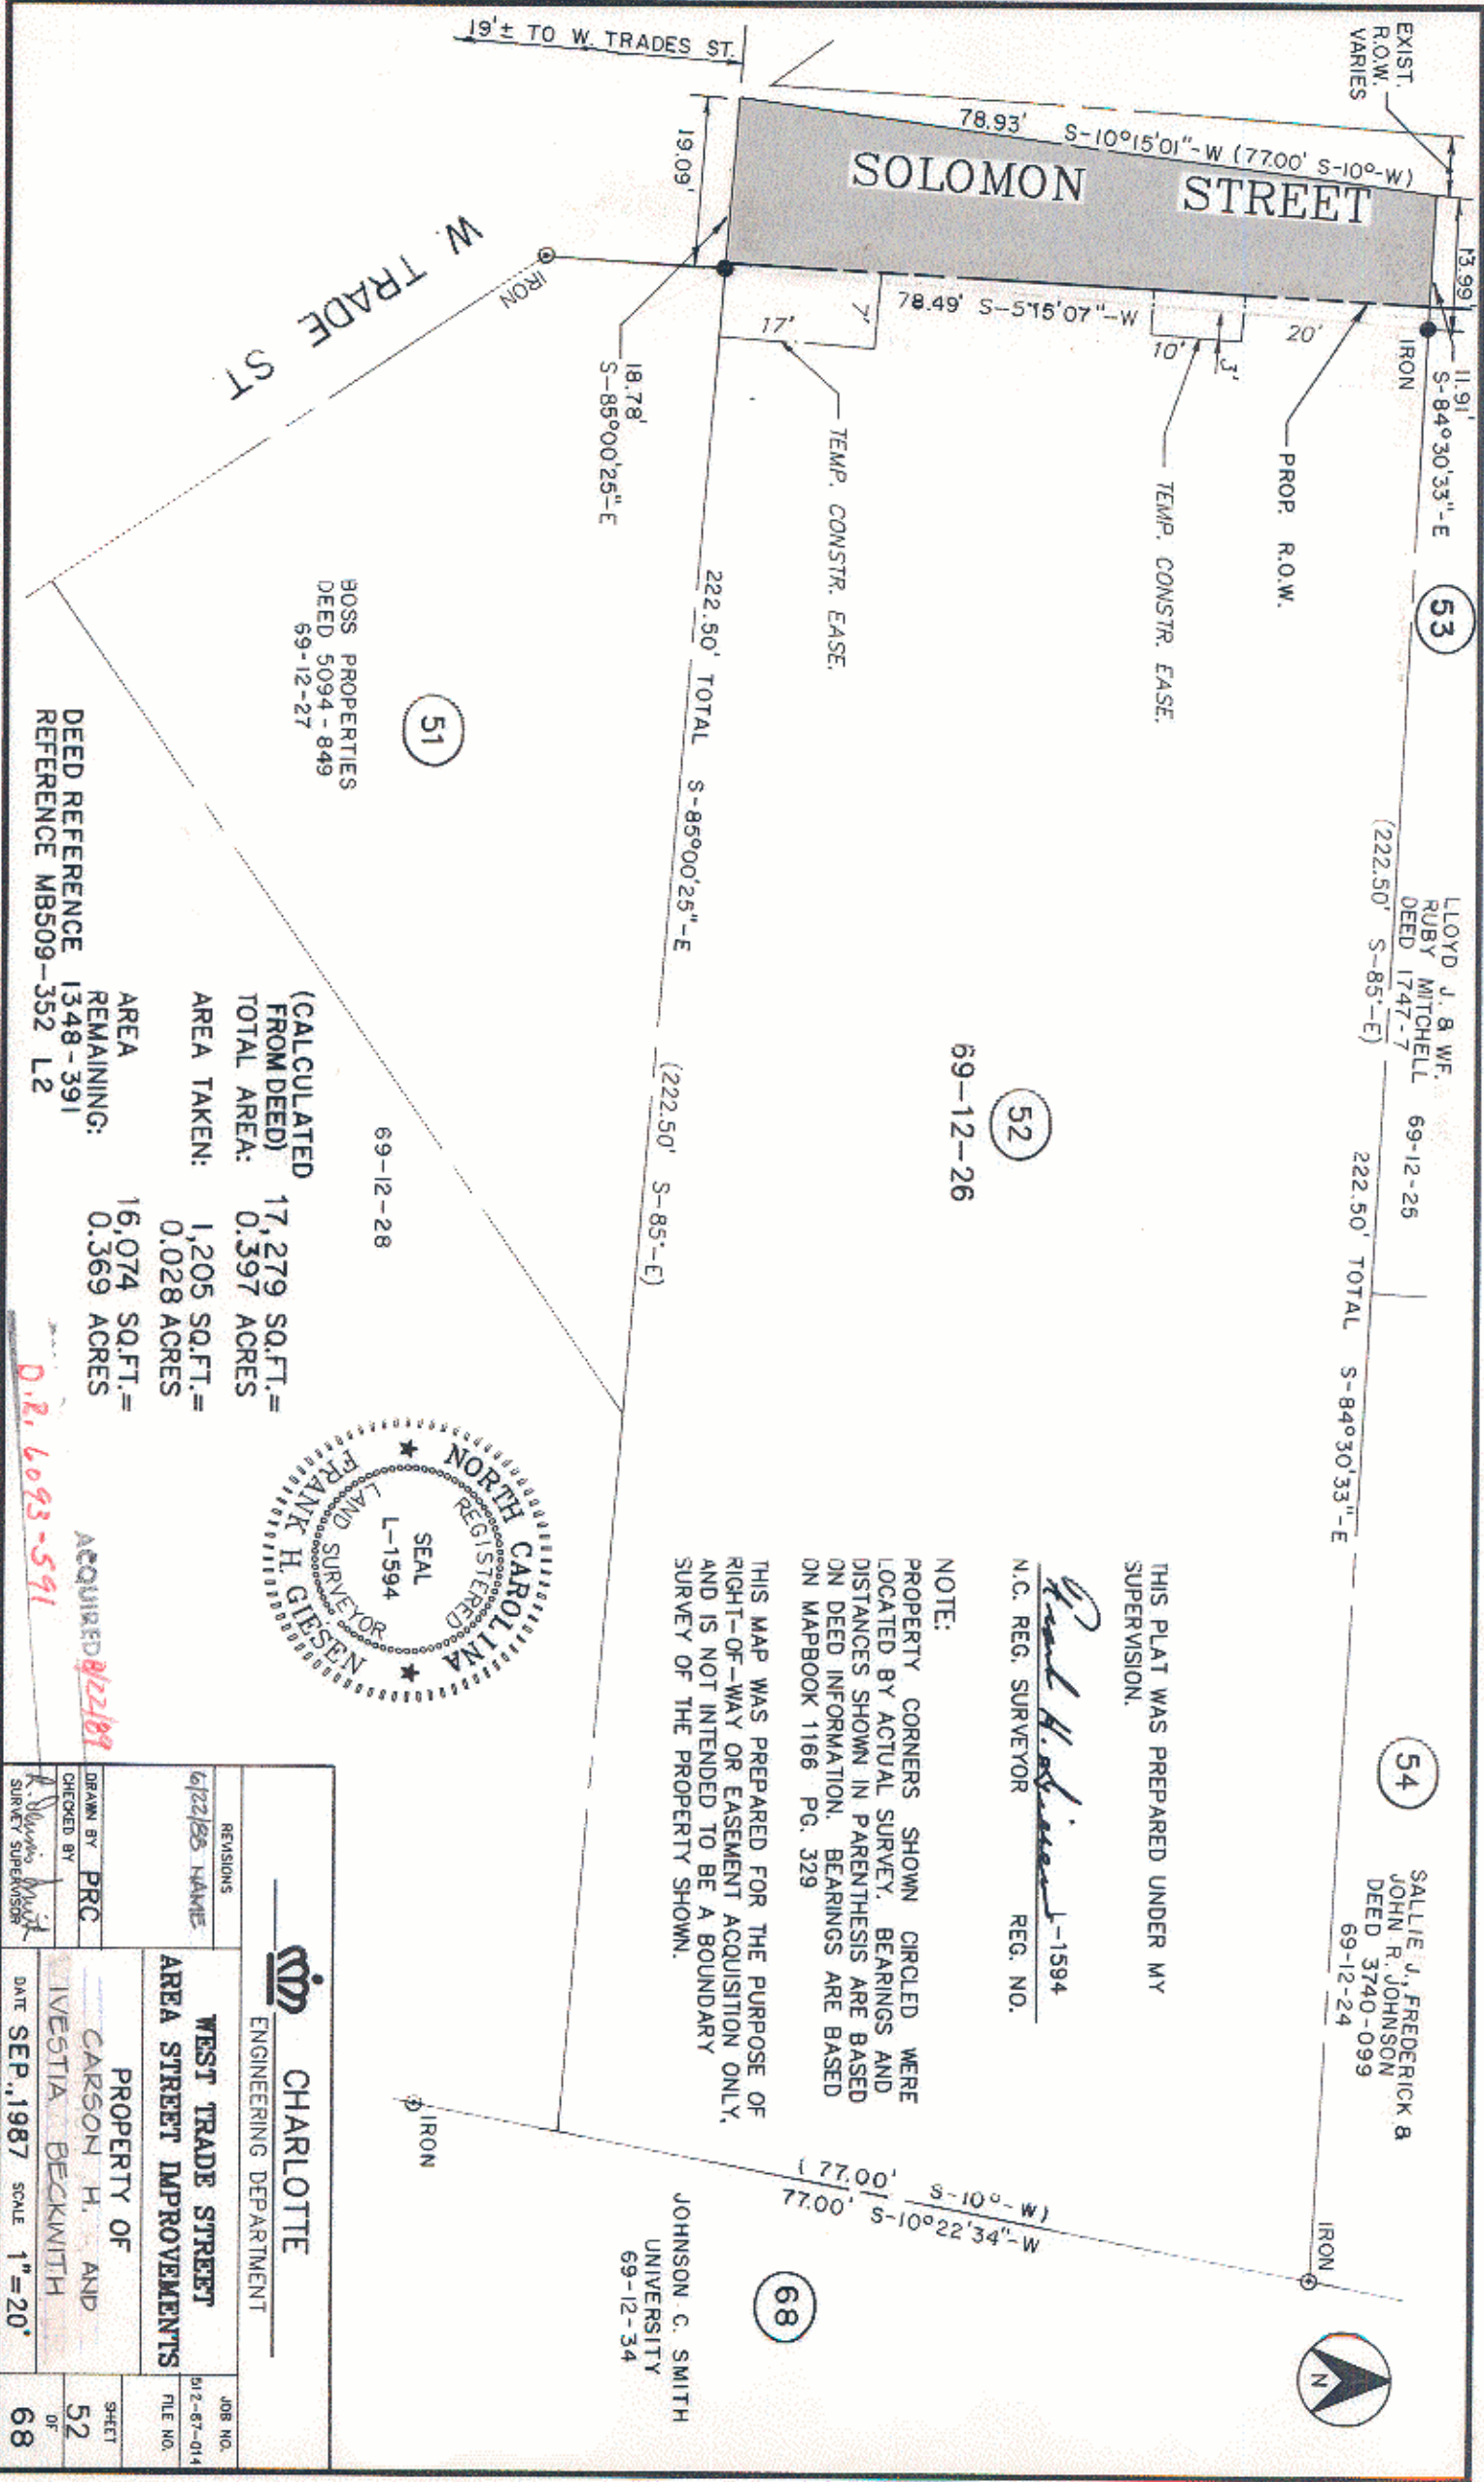 EXIST.
R.O.W.
VARIES
19'± TO W. TRADES ST.
78.93' S-10°15'01"-W (77.00' S-10°-W)
SOLOMON STREET
13.99'
19.09'
11.91'
S-84°30'33"-E
IRON
20'
3'
10'
78.49' S-5°15'07"-W
7'
17'
PROP. R.O.W.
TEMP. CONSTR. EASE.
TEMP. CONSTR. EASE.
18.78'
S-85°00'25"-E
IRON
W. TRADE ST
53
LLOYD J. & WF.
RUBY MITCHELL
DEED 1747-7
69-12-25
(222.50' S-85°-E)
222.50' TOTAL S-84°30'33"-E
54
SALLIE J., FREDERICK &
JOHN R. JOHNSON
DEED 3740-099
69-12-24
IRON
N
52
69-12-26
222.50' TOTAL S-85°00'25"-E
(222.50' S-85°-E)
THIS PLAT WAS PREPARED UNDER MY
SUPERVISION.
Frank H. Giesen L-1594
N.C. REG. SURVEYOR REG. NO.
NOTE:
PROPERTY CORNERS SHOWN CIRCLED WERE
LOCATED BY ACTUAL SURVEY. BEARINGS AND
DISTANCES SHOWN IN PARENTHESIS ARE BASED
ON DEED INFORMATION. BEARINGS ARE BASED
ON MAPBOOK 1166 PG. 329
THIS MAP WAS PREPARED FOR THE PURPOSE OF
RIGHT-OF-WAY OR EASEMENT ACQUISITION ONLY,
AND IS NOT INTENDED TO BE A BOUNDARY
SURVEY OF THE PROPERTY SHOWN.
(77.00' S-10°-W)
77.00' S-10°22'34"-W
68
JOHNSON C. SMITH
UNIVERSITY
69-12-34
IRON
51
BOSS PROPERTIES
DEED 5094-849
69-12-27
69-12-28
(CALCULATED
FROM DEED)
TOTAL AREA: 17,279 SQ.FT.=
0.397 ACRES
AREA TAKEN: 1,205 SQ.FT.=
0.028 ACRES
AREA
REMAINING: 16,074 SQ.FT.=
0.369 ACRES
DEED REFERENCE 1348-391
REFERENCE MB509-352 L2
NORTH CAROLINA
REGISTERED
SEAL
L-1594
LAND SURVEYOR
FRANK H. GIESEN
ACQUIRED 8/22/89
D.R. 6093-591
CHARLOTTE
ENGINEERING DEPARTMENT
REVISIONS
6/22/88 NAME
WEST TRADE STREET
AREA STREET IMPROVEMENTS
JOB NO.
512-87-014
FILE NO.
PROPERTY OF
CARSON H. AND
IVESTIA BECKWITH
DRAWN BY PRC
CHECKED BY
SURVEY SUPERVISOR
DATE SEP., 1987 SCALE 1"=20'
SHEET
52
OF
68